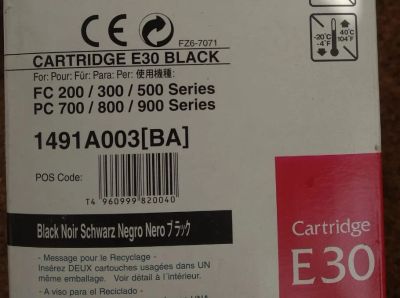 FZ6-7071
-20°C
-4°F
40°C
104°F
CARTRIDGE E30 BLACK
For: Pour: Für: Para: Per: 使用機種:
FC 200 / 300 / 500 Series
PC 700 / 800 / 900 Series
1491A003[BA]
POS Code:
T4 960999 820040
Black Noir Schwarz Negro Nero ブラック
Cartridge
E30
- Message pour le Recyclage -
Insérez DEUX cartouches usagées dans UN
même emballage. Voir détail à l'intérieur.
- A viso para el Reciclado -